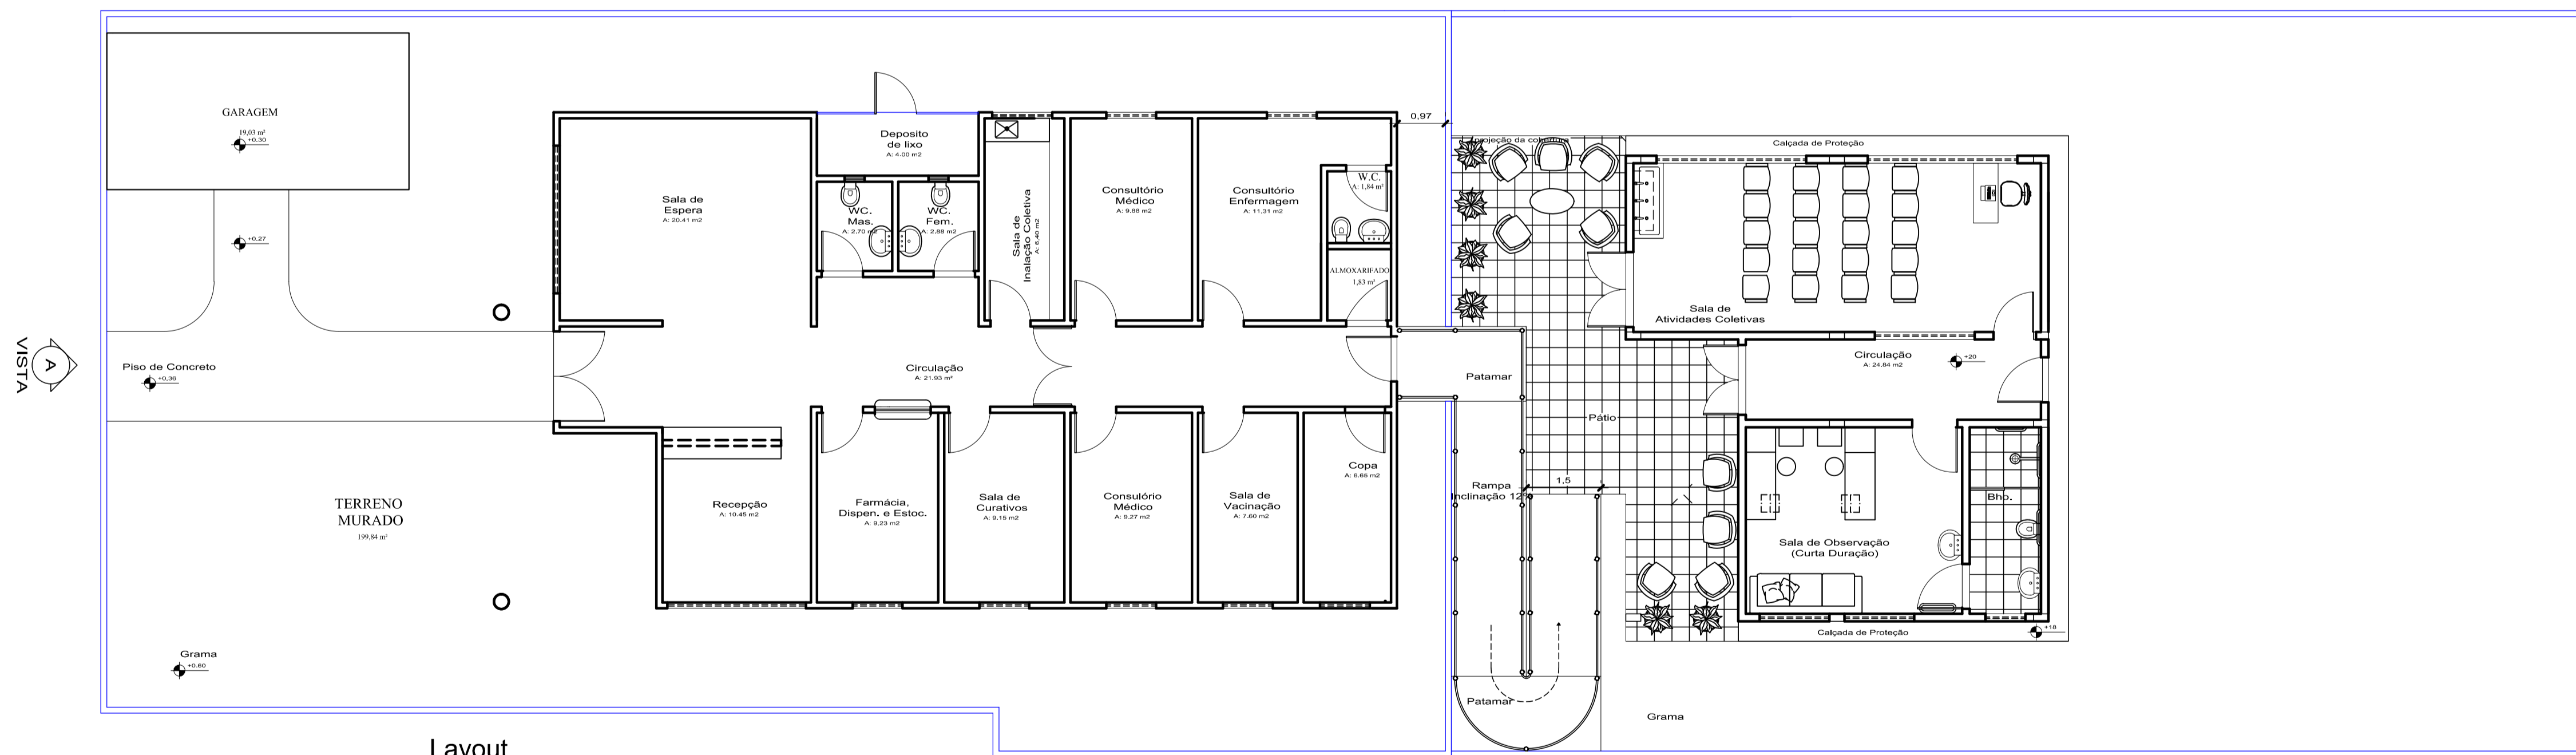 GARAGEM
19,03 m²
+0.30
+0,27
VISTA
A
Piso de Concreto
+0,36
TERRENO
MURADO
199,84 m²
Grama
+0.60
Layout
Sala de
Espera
A: 20.41 m2
Deposito
de lixo
A: 4.00 m2
WC.
Mas.
A: 2,70 m2
WC.
Fem.
A: 2,88 m2
Sala de
Inalação Coletiva
A: 6,40 m2
Consultório
Médico
A: 9.88 m2
Consultório
Enfermagem
A: 11,31 m2
W.C.
A: 1,84 m²
ALMOXARIFADO
1,83 m²
Circulação
A: 21,93 m²
Recepção
A: 10.45 m2
Farmácia,
Dispen. e Estoc.
A: 9,23 m2
Sala de
Curativos
A: 9,15 m2
Consulório
Médico
A: 9,27 m2
Sala de
Vacinação
A: 7.60 m2
Copa
A: 6,65 m2
0,97
projeção da cobertura
Patamar
Pátio
Rampa
Inclinação 12%
1,5
Patamar
Grama
Calçada de Proteção
Sala de
Atividades Coletivas
Circulação
A: 24.84 m2
+20
Bho.
Sala de Observação
(Curta Duração)
Calçada de Proteção
+18